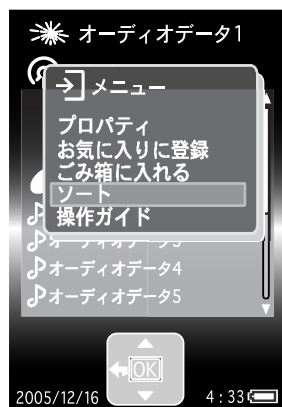 オーディオデータ1
メニュー
プロパティ
お気に入りに登録
ごみ箱に入れる
ソート
操作ガイド
オーディオデータ3
オーディオデータ4
オーディオデータ5
OK
2005/12/16
4:33